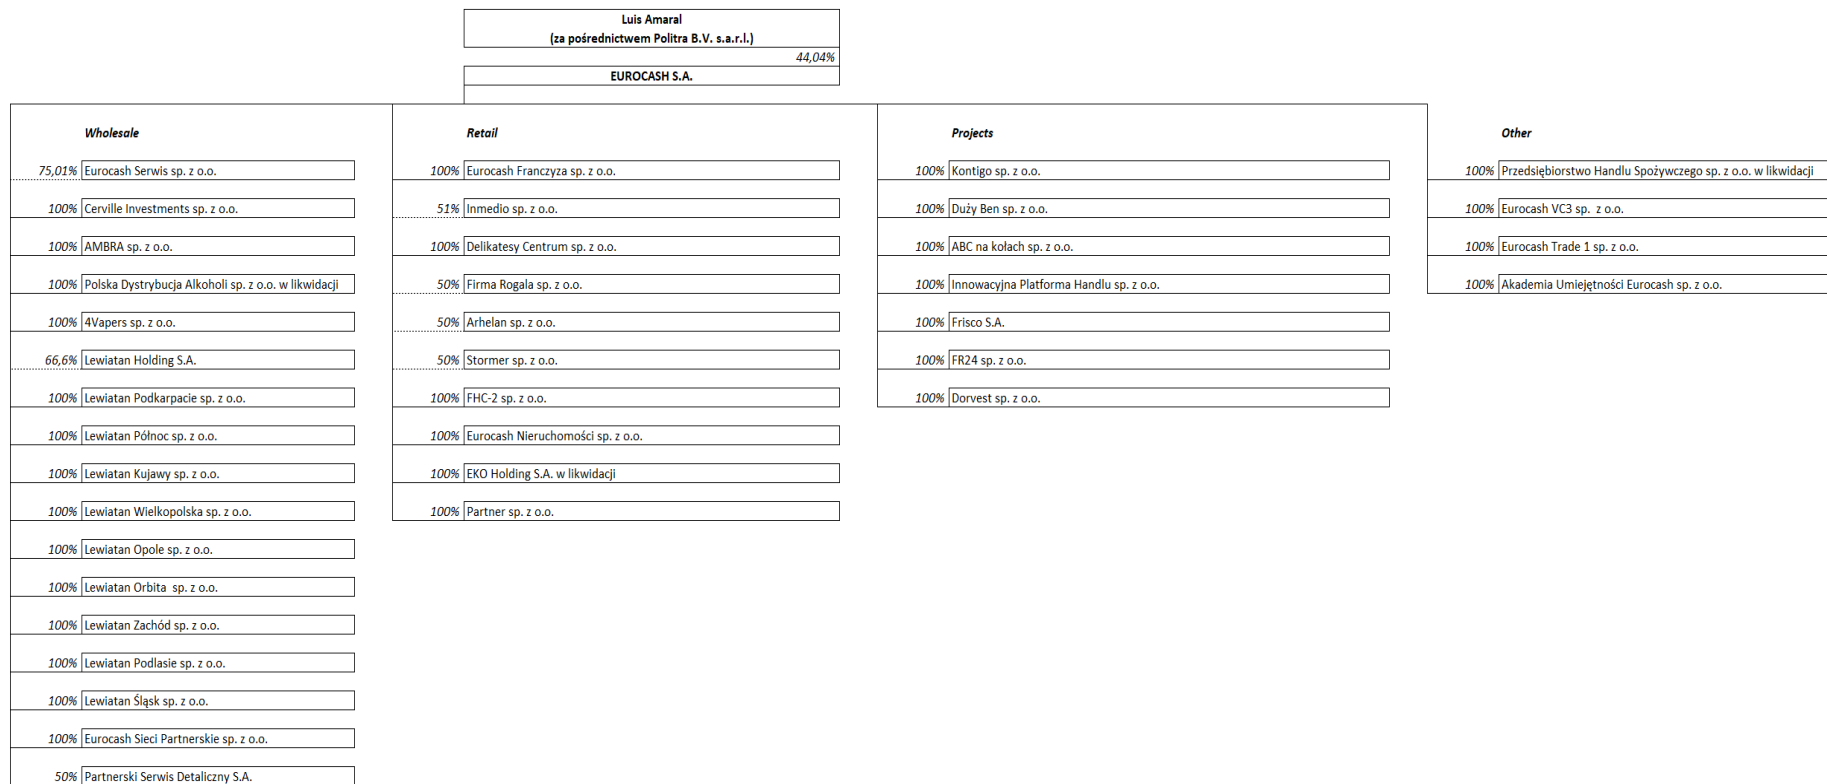 Luis Amaral
(za pośrednictwem Politra B.V. s.a.r.l.)
44,04%
EUROCASH S.A.
Wholesale
75,01% Eurocash Serwis sp. z o.o.
100% Cerville Investments sp. z o.o.
100% AMBRA sp. z o.o.
100% Polska Dystrybucja Alkoholi sp. z o.o. w likwidacji
100% 4Vapers sp. z o.o.
66,6% Lewiatan Holding S.A.
100% Lewiatan Podkarpacie sp. z o.o.
100% Lewiatan Północ sp. z o.o.
100% Lewiatan Kujawy sp. z o.o.
100% Lewiatan Wielkopolska sp. z o.o.
100% Lewiatan Opole sp. z o.o.
100% Lewiatan Orbita sp. z o.o.
100% Lewiatan Zachód sp. z o.o.
100% Lewiatan Podlasie sp. z o.o.
100% Lewiatan Śląsk sp. z o.o.
100% Eurocash Sieci Partnerskie sp. z o.o.
50% Partnerski Serwis Detaliczny S.A.
Retail
100% Eurocash Franczyza sp. z o.o.
51% Inmedio sp. z o.o.
100% Delikatesy Centrum sp. z o.o.
50% Firma Rogala sp. z o.o.
50% Arhelan sp. z o.o.
50% Stormer sp. z o.o.
100% FHC-2 sp. z o.o.
100% Eurocash Nieruchomości sp. z o.o.
100% EKO Holding S.A. w likwidacji
100% Partner sp. z o.o.
Projects
100% Kontigo sp. z o.o.
100% Duży Ben sp. z o.o.
100% ABC na kołach sp. z o.o.
100% Innowacyjna Platforma Handlu sp. z o.o.
100% Frisco S.A.
100% FR24 sp. z o.o.
100% Dorvest sp. z o.o.
Other
100% Przedsiębiorstwo Handlu Spożywczego sp. z o.o. w likwidacji
100% Eurocash VC3 sp. z o.o.
100% Eurocash Trade 1 sp. z o.o.
100% Akademia Umiejętności Eurocash sp. z o.o.